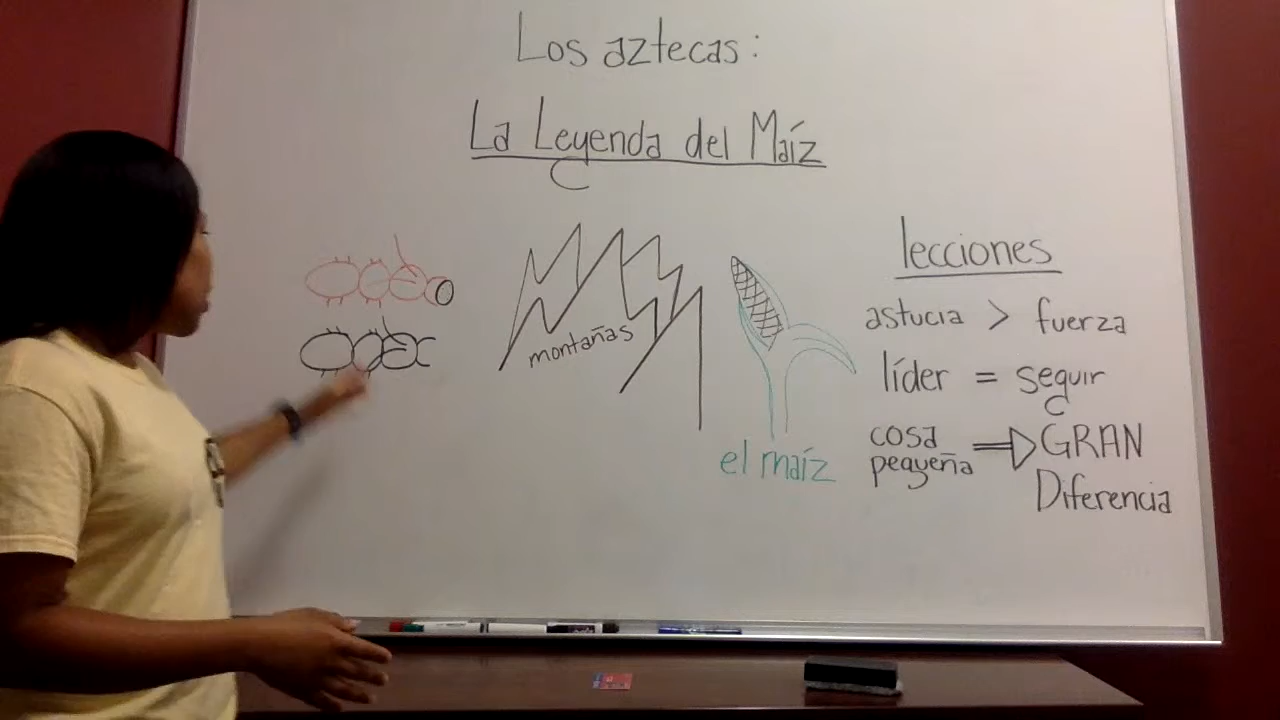 Los aztecas:
La Leyenda del Maíz
montañas
el maíz
lecciones
astucia > fuerza
líder = seguir
cosa
pequeña ⇒ GRAN
Diferencia